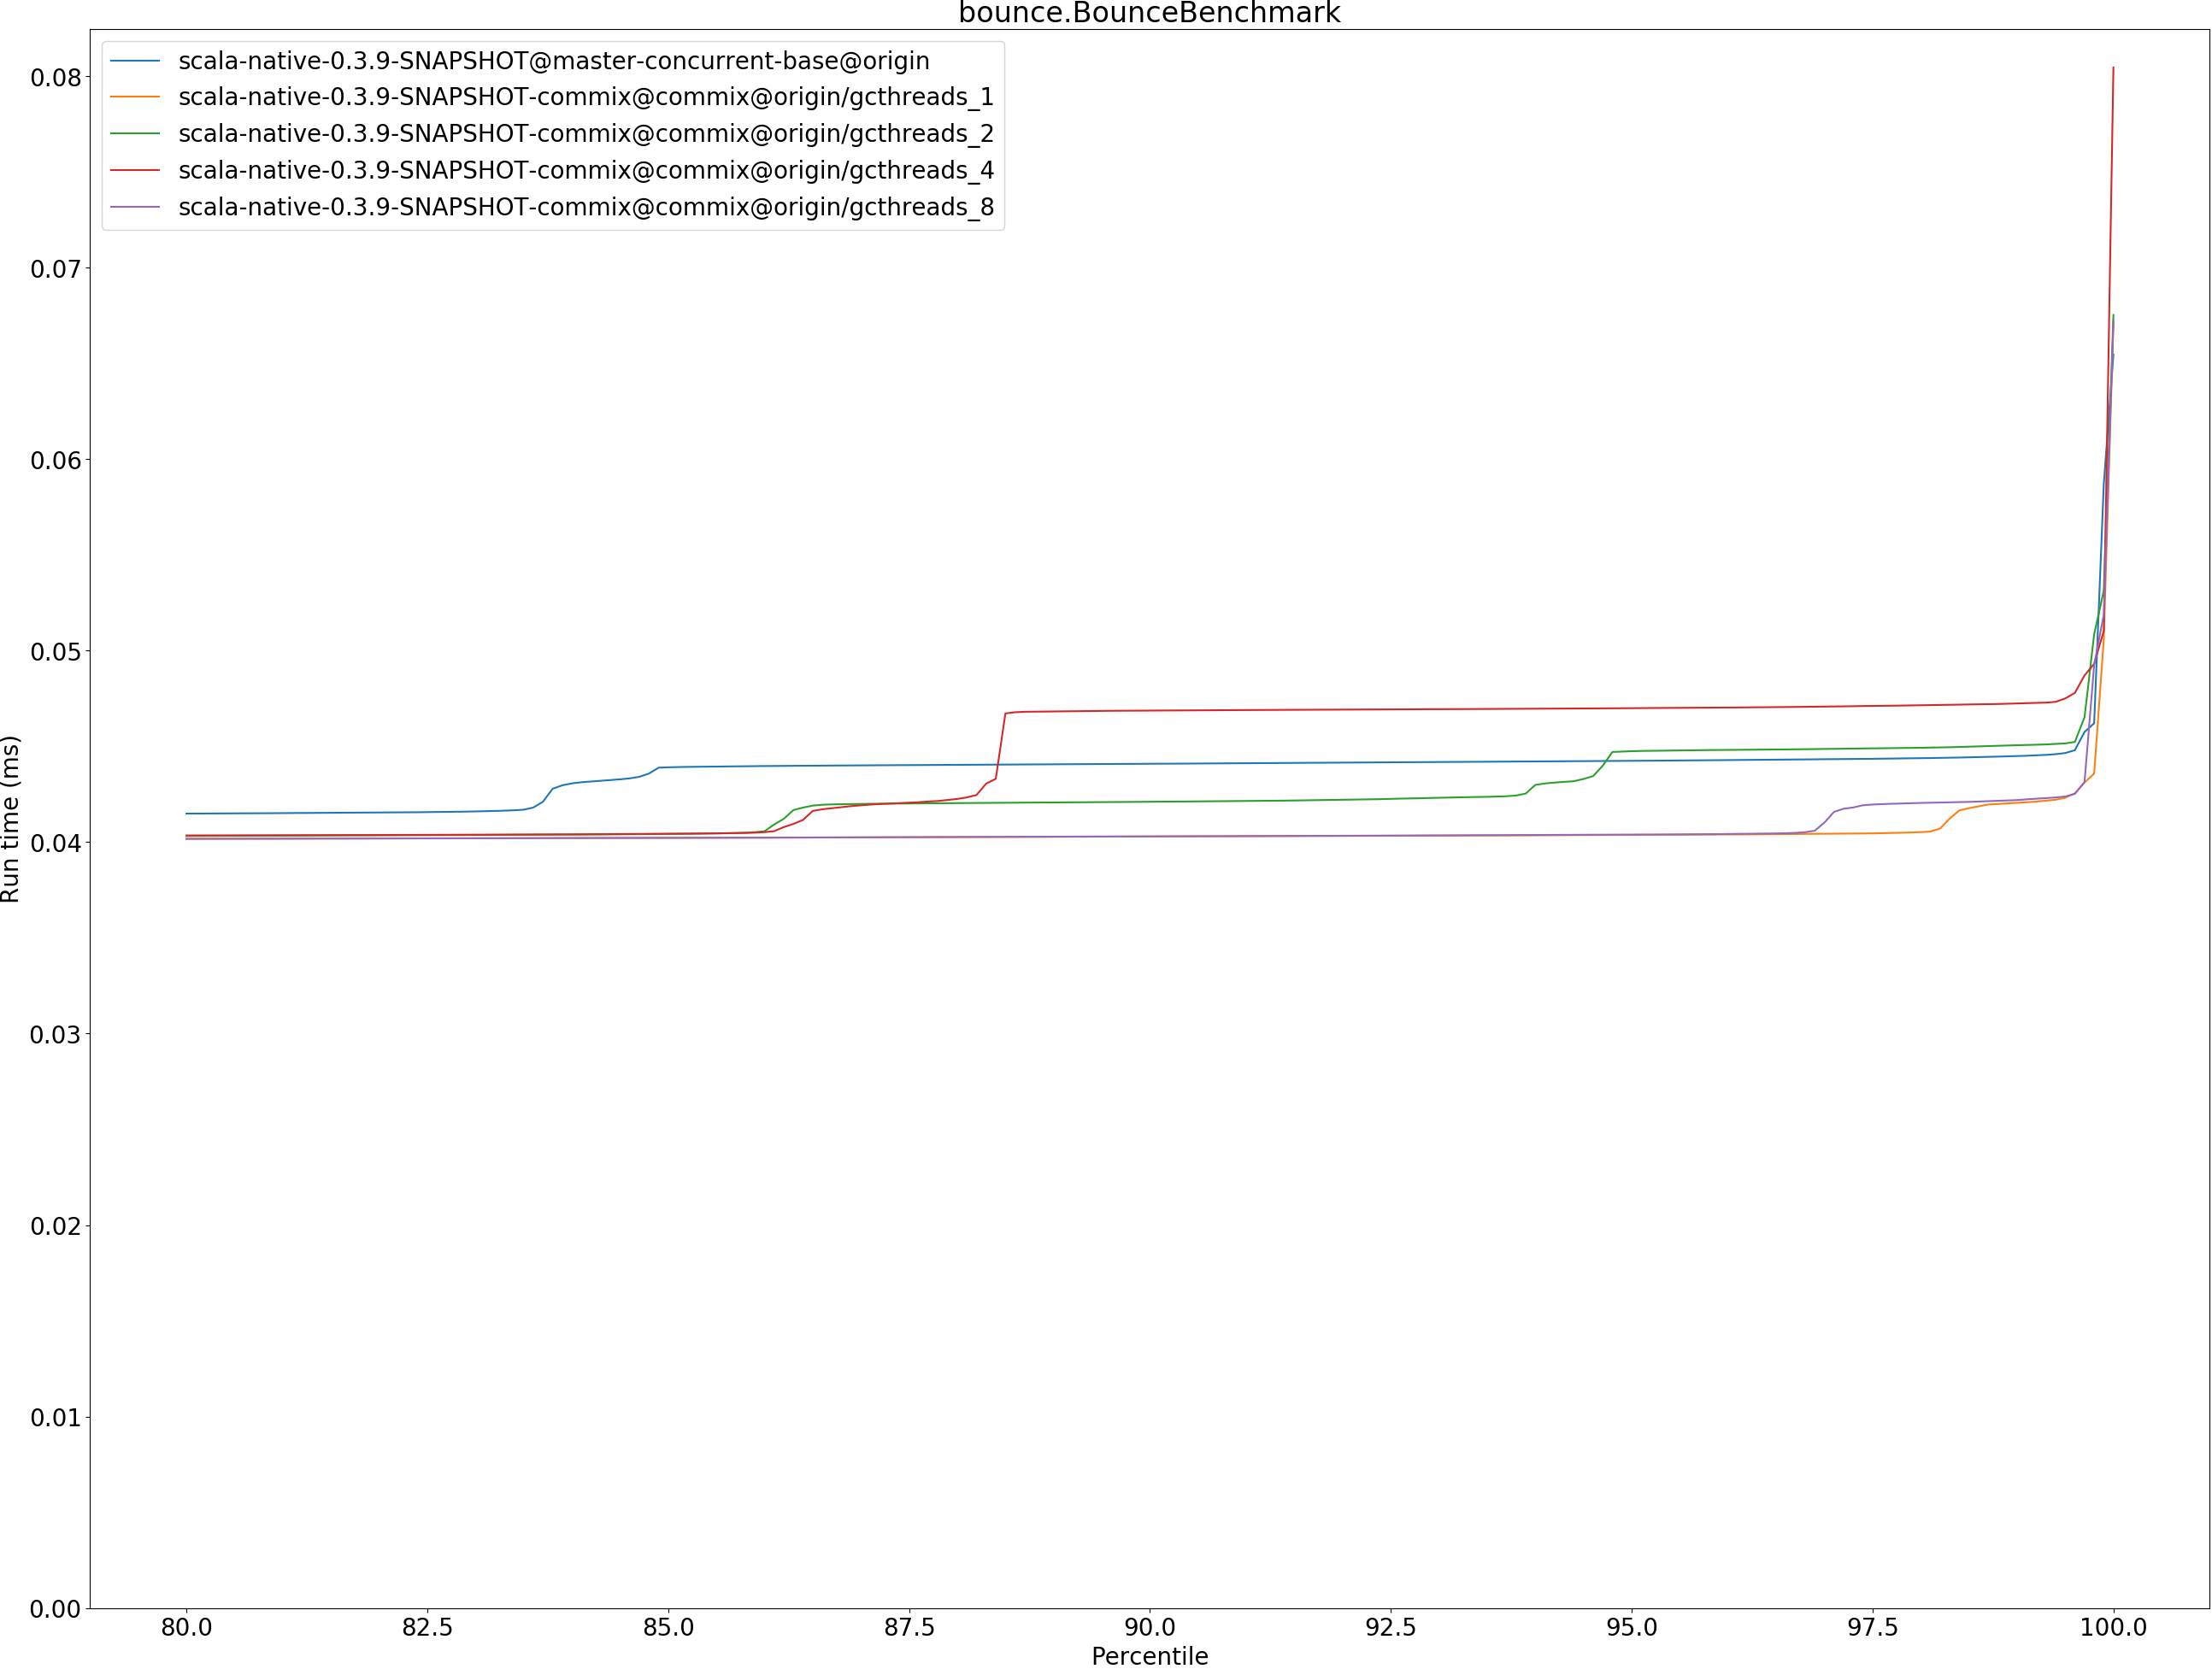 bounce.BounceBenchmark
scala-native-0.3.9-SNAPSHOT@master-concurrent-base@origin
scala-native-0.3.9-SNAPSHOT-commix@commix@origin/gcthreads_1
scala-native-0.3.9-SNAPSHOT-commix@commix@origin/gcthreads_2
scala-native-0.3.9-SNAPSHOT-commix@commix@origin/gcthreads_4
scala-native-0.3.9-SNAPSHOT-commix@commix@origin/gcthreads_8
0.08
0.07
0.06
0.05
0.04
0.03
0.02
0.01
0.00
Run time (ms)
80.0 82.5 85.0 87.5 90.0 92.5 95.0 97.5 100.0
Percentile